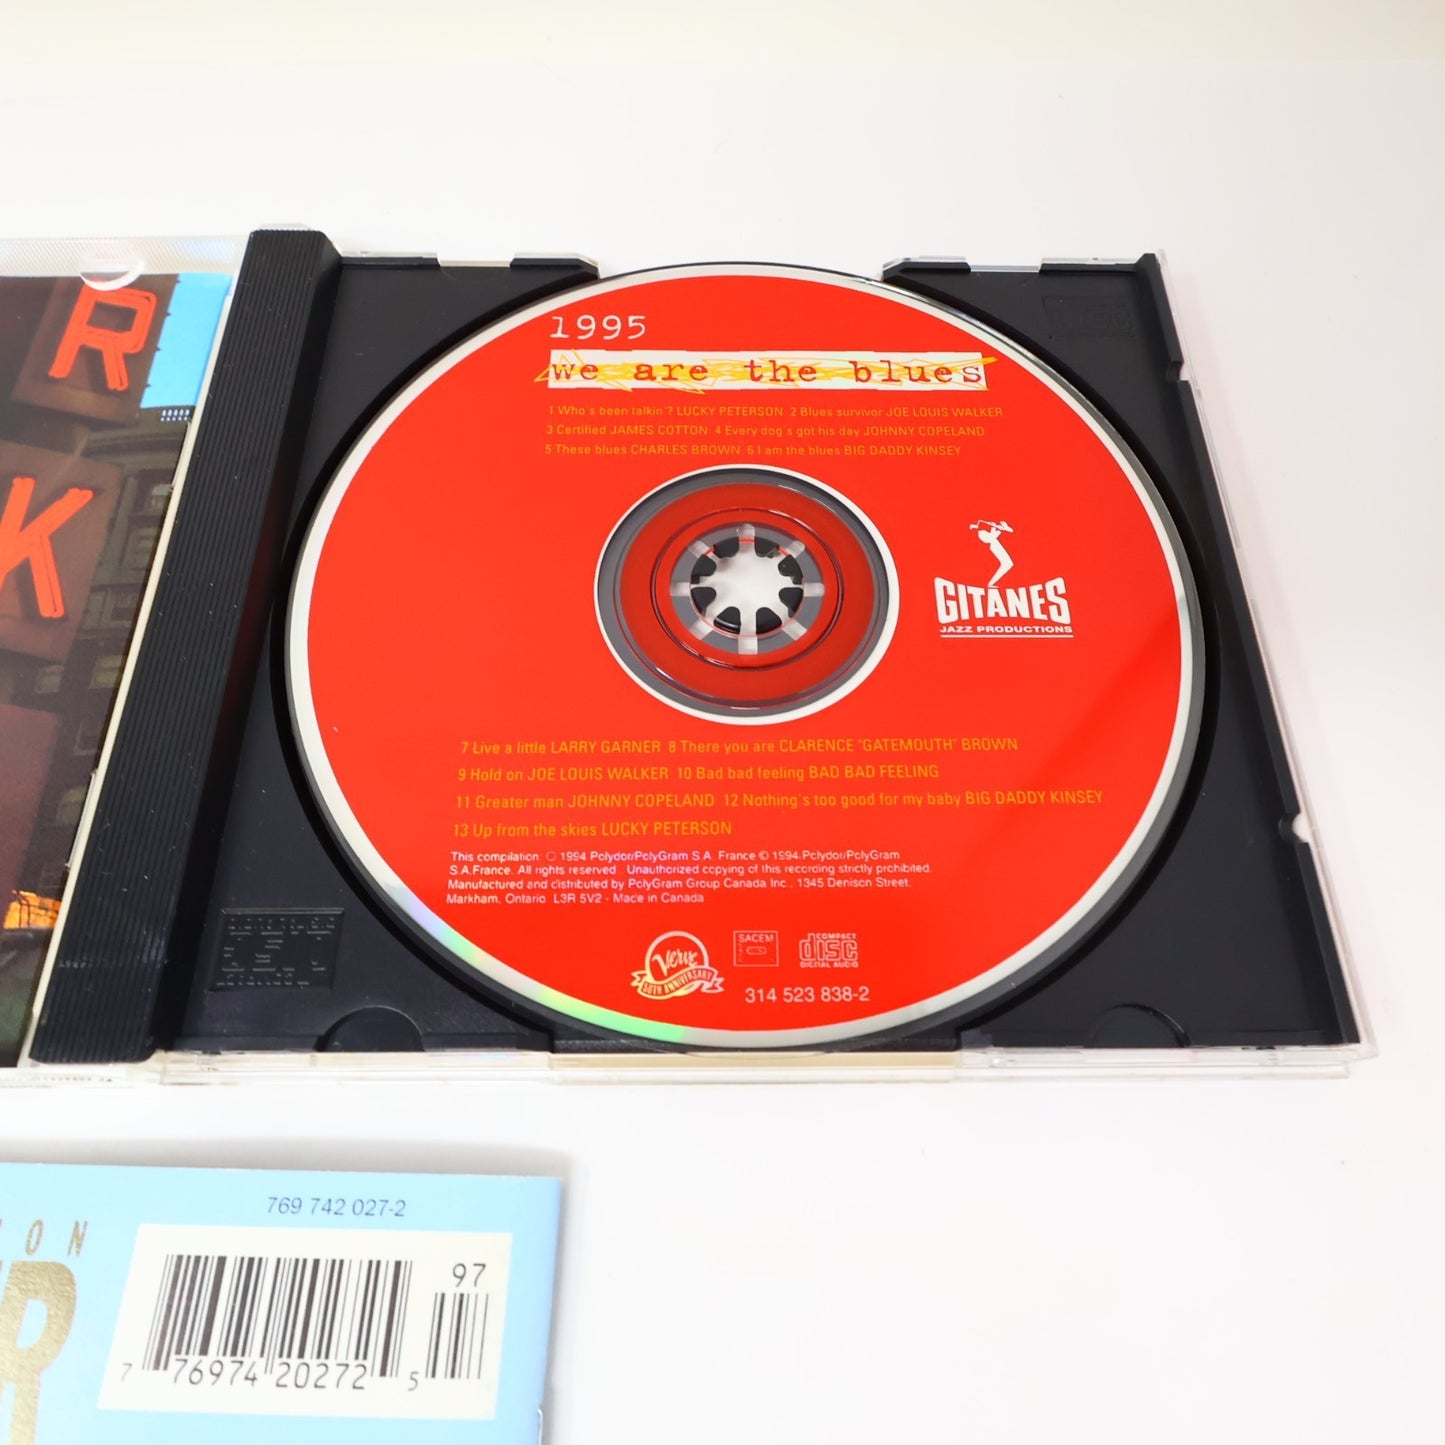 R
K
1995
we are the blues
1 Who's been talkin'? LUCKY PETERSON 2 Blues survivor JOE LOUIS WALKER
3 Certified JAMES COTTON 4 Every dog's got his day JOHNNY COPELAND
5 These blues CHARLES BROWN 6 I am the blues BIG DADDY KINSEY
GITANES
JAZZ PRODUCTIONS
7 Live a little LARRY GARNER 8 There you are CLARENCE "GATEMOUTH" BROWN
9 Hold on JOE LOUIS WALKER 10 Bad bad feeling BAD BAD FEELING
11 Greater man JOHNNY COPELAND 12 Nothing's too good for my baby BIG DADDY KINSEY
13 Up from the skies LUCKY PETERSON
This compilation: ℗ 1994 Polydor/PolyGram S.A. France © 1994 Polydor/PolyGram
S.A.France. All rights reserved. Unauthorized copying of this recording strictly prohibited.
Manufactured and distributed by PolyGram Group Canada Inc., 1345 Denison Street,
Markham, Ontario L3R 5V2 - Made in Canada
Verve
50TH ANNIVERSARY
SACEM
COMPACT
disc
DIGITAL AUDIO
314 523 838-2
769 742 027-2
ION
R
97
7 76974 20272 5